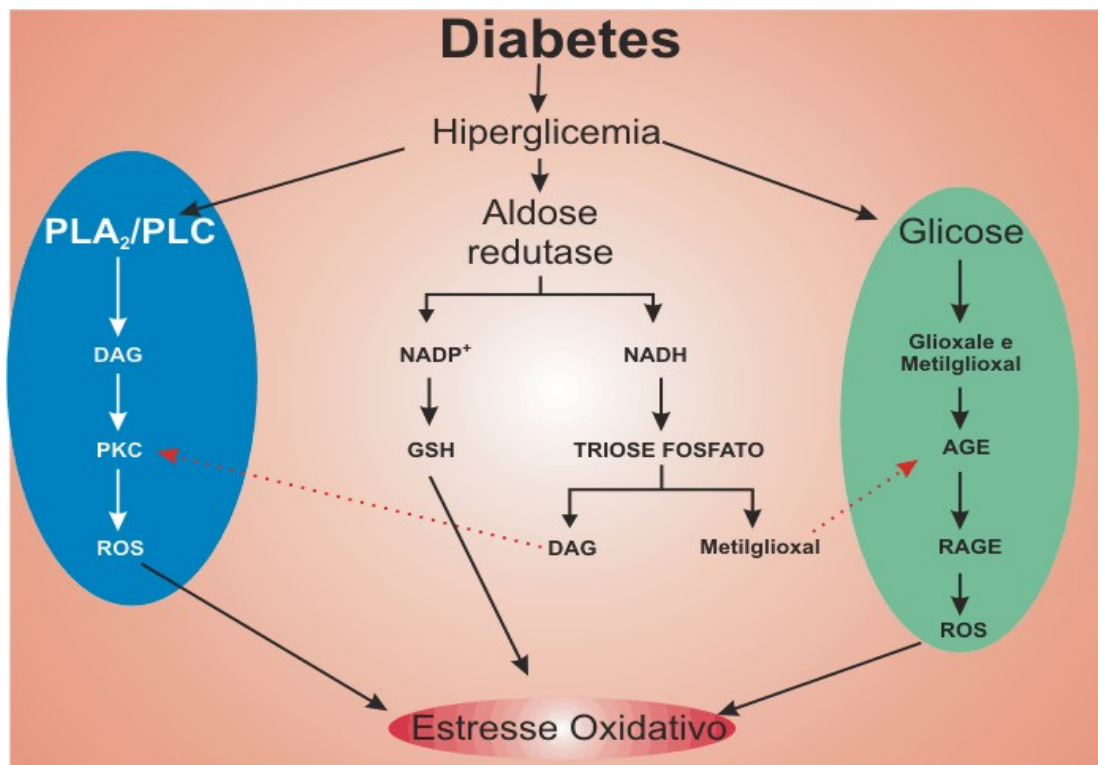 Diabetes
Hiperglicemia
PLA₂/PLC
DAG
PKC
ROS
Aldose
redutase
NADP⁺
GSH
NADH
TRIOSE FOSFATO
DAG
Metilglioxal
Glicose
Glioxale e
Metilglioxal
AGE
RAGE
ROS
Estresse Oxidativo